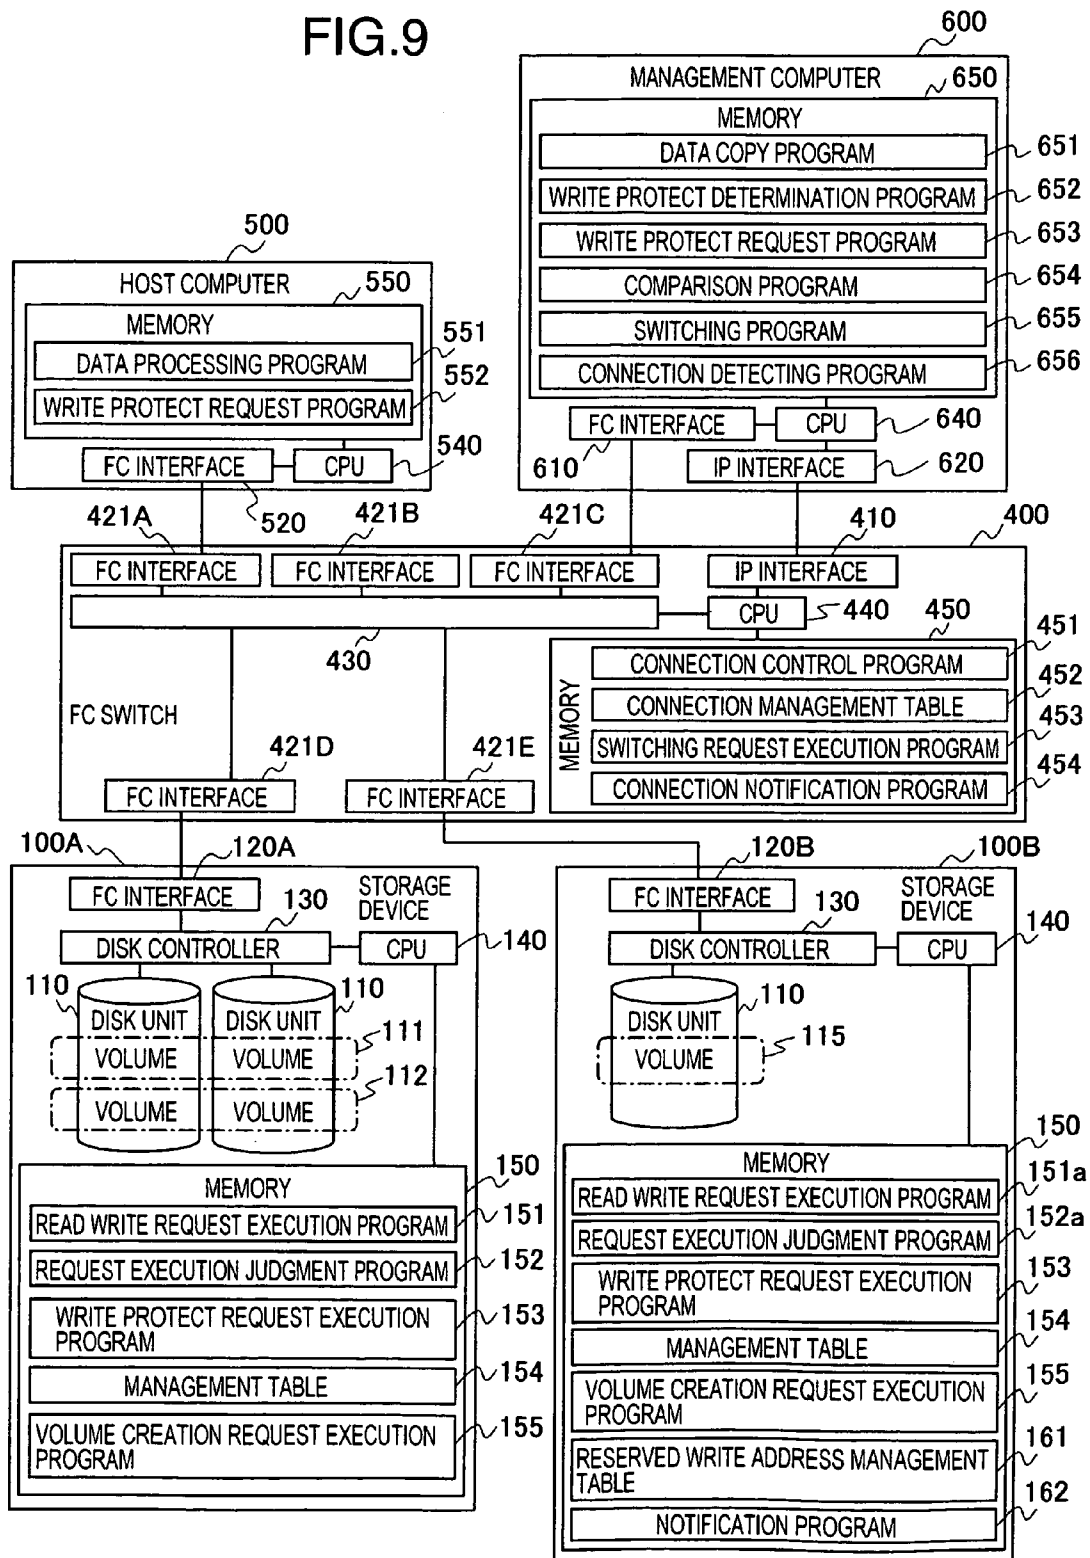 FIG.9
600
MANAGEMENT COMPUTER
650
MEMORY
DATA COPY PROGRAM
651
WRITE PROTECT DETERMINATION PROGRAM
652
WRITE PROTECT REQUEST PROGRAM
653
COMPARISON PROGRAM
654
SWITCHING PROGRAM
655
CONNECTION DETECTING PROGRAM
656
FC INTERFACE
CPU
640
610
IP INTERFACE
620
500
HOST COMPUTER
550
MEMORY
551
DATA PROCESSING PROGRAM
552
WRITE PROTECT REQUEST PROGRAM
FC INTERFACE
CPU
540
520
421A
421B
421C
410
400
FC INTERFACE
FC INTERFACE
FC INTERFACE
IP INTERFACE
CPU
440
430
450
MEMORY
CONNECTION CONTROL PROGRAM
451
CONNECTION MANAGEMENT TABLE
452
SWITCHING REQUEST EXECUTION PROGRAM
453
CONNECTION NOTIFICATION PROGRAM
454
FC SWITCH
421D
421E
FC INTERFACE
FC INTERFACE
100A
120A
FC INTERFACE
STORAGE
DEVICE
130
DISK CONTROLLER
CPU
140
110
110
DISK UNIT
DISK UNIT
111
VOLUME
VOLUME
112
VOLUME
VOLUME
150
MEMORY
151
READ WRITE REQUEST EXECUTION PROGRAM
152
REQUEST EXECUTION JUDGMENT PROGRAM
153
WRITE PROTECT REQUEST EXECUTION
PROGRAM
154
MANAGEMENT TABLE
155
VOLUME CREATION REQUEST EXECUTION
PROGRAM
120B
100B
FC INTERFACE
STORAGE
DEVICE
130
DISK CONTROLLER
CPU
140
110
DISK UNIT
115
VOLUME
150
MEMORY
151a
READ WRITE REQUEST EXECUTION PROGRAM
152a
REQUEST EXECUTION JUDGMENT PROGRAM
153
WRITE PROTECT REQUEST EXECUTION
PROGRAM
154
MANAGEMENT TABLE
155
VOLUME CREATION REQUEST EXECUTION
PROGRAM
161
RESERVED WRITE ADDRESS MANAGEMENT
TABLE
162
NOTIFICATION PROGRAM